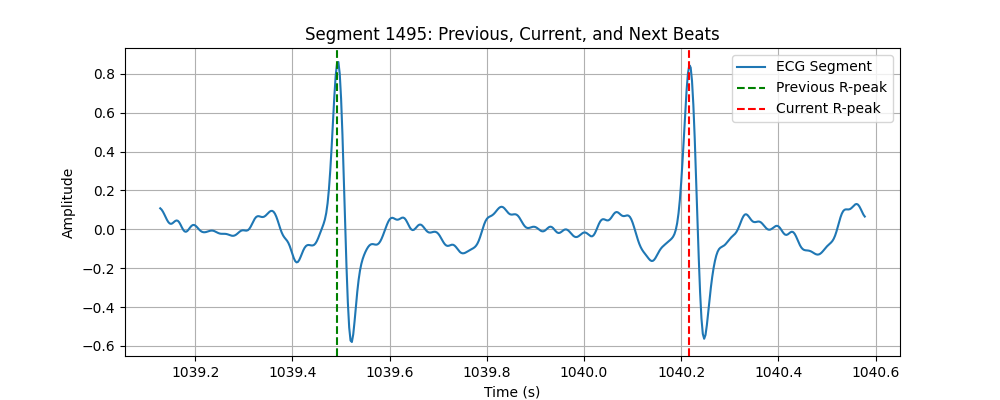 Segment 1495: Previous, Current, and Next Beats
ECG Segment
Previous R-peak
Current R-peak
Amplitude
0.8
0.6
0.4
0.2
0.0
−0.2
−0.4
−0.6
1039.2 1039.4 1039.6 1039.8 1040.0 1040.2 1040.4 1040.6
Time (s)